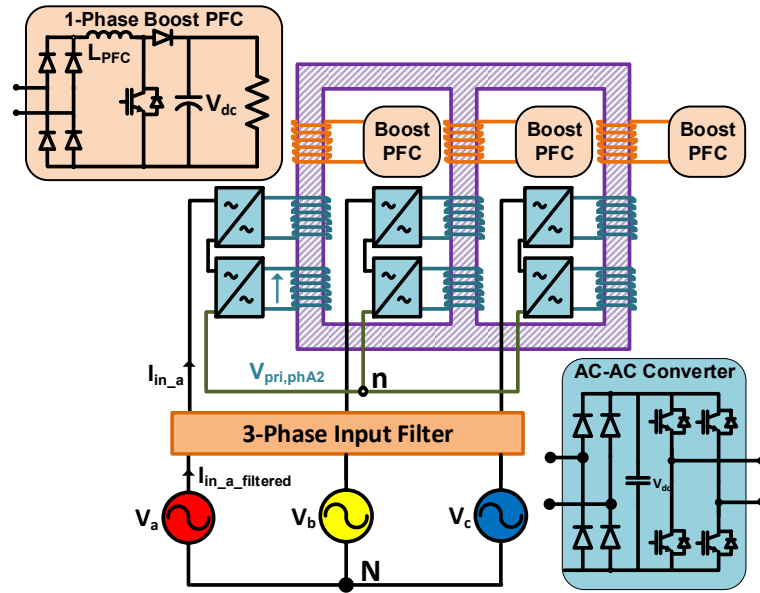 1-Phase Boost PFC
LPFC
Vdc
Boost
PFC
Boost
PFC
Boost
PFC
Iin_a
Vpri,phA2
n
AC-AC Converter
Vdc
3-Phase Input Filter
Iin_a_filtered
Va
Vb
Vc
N